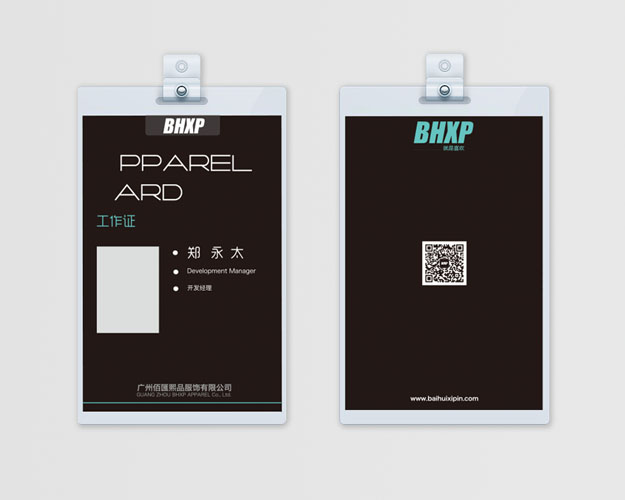 BHXP
PPAREL
ARD
工作证
郑永太
Development Manager
开发经理
广州佰匯熙品服饰有限公司
GUANG ZHOU BHXP APPAREL Co., Ltd.
BHXP
www.baihuixipin.com